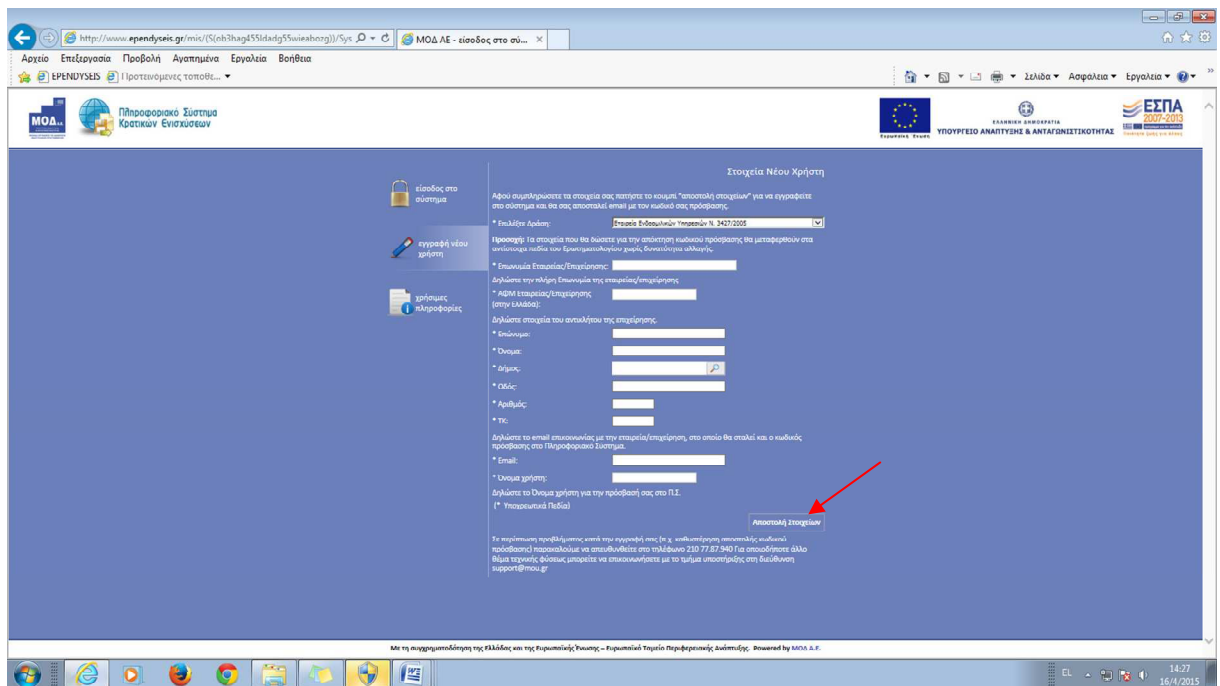 http://www.ependyseis.gr/mis/(S(ob3hag455ldadg55wieahozg))/Sys
ΜΟΔ ΑΕ - είσοδος στο σύ...
Αρχείο Επεξεργασία Προβολή Αγαπημένα Εργαλεία Βοήθεια
EPENDYSEIS Προτεινόμενες τοποθε...
Σελίδα Ασφάλεια Εργαλεία
ΜΟΔ Α.Ε.
Πληροφοριακό Σύστημα
Κρατικών Ενισχύσεων
Ευρωπαϊκή Ένωση
ΕΛΛΗΝΙΚΗ ΔΗΜΟΚΡΑΤΙΑ
ΥΠΟΥΡΓΕΙΟ ΑΝΑΠΤΥΞΗΣ & ΑΝΤΑΓΩΝΙΣΤΙΚΟΤΗΤΑΣ
ΕΣΠΑ
2007-2013
είσοδος στο
σύστημα
εγγραφή νέου
χρήστη
χρήσιμες
πληροφορίες
Στοιχεία Νέου Χρήστη
Αφού συμπληρώσετε τα στοιχεία σας πατήστε το κουμπί "αποστολή στοιχείων" για να εγγραφείτε
στο σύστημα και θα σας αποσταλεί email με τον κωδικό σας πρόσβασης.
* Επιλέξτε Δράση: Εταιρεία Ενδοομιλικών Υπηρεσιών Ν. 3427/2005
Προσοχή: Τα στοιχεία που θα δώσετε για την απόκτηση κωδικού πρόσβασης θα μεταφερθούν στα
αντίστοιχα πεδία του Ερωτηματολογίου χωρίς δυνατότητα αλλαγής.
* Επωνυμία Εταιρείας/Επιχείρησης:
Δηλώστε την πλήρη Επωνυμία της εταιρείας/επιχείρησης
* ΑΦΜ Εταιρείας/Επιχείρησης
(στην Ελλάδα):
Δηλώστε στοιχεία του αντικλήτου της επιχείρησης.
* Επώνυμο:
* Όνομα:
* Δήμος:
* Οδός:
* Αριθμός:
* ΤΚ:
Δηλώστε το email επικοινωνίας με την εταιρεία/επιχείρηση, στο οποίο θα σταλεί και ο κωδικός
πρόσβασης στο Πληροφοριακό Σύστημα.
* Email:
* Όνομα χρήστη:
Δηλώστε το Όνομα χρήστη για την πρόσβασή σας στο Π.Σ.
(* Υποχρεωτικά Πεδία)
Αποστολή Στοιχείων
Σε περίπτωση προβλήματος κατά την εγγραφή σας (π.χ. καθυστέρηση αποστολής κωδικού
πρόσβασης) παρακαλούμε να απευθυνθείτε στο τηλέφωνο 210 77.87.940 Για οποιοδήποτε άλλο
θέμα τεχνικής φύσεως μπορείτε να επικοινωνήσετε με το τμήμα υποστήριξης στη διεύθυνση
support@mou.gr
Με τη συγχρηματοδότηση της Ελλάδας και της Ευρωπαϊκής Ένωσης – Ευρωπαϊκό Ταμείο Περιφερειακής Ανάπτυξης. Powered by ΜΟΔ Α.Ε.
EL
14:27
16/4/2015